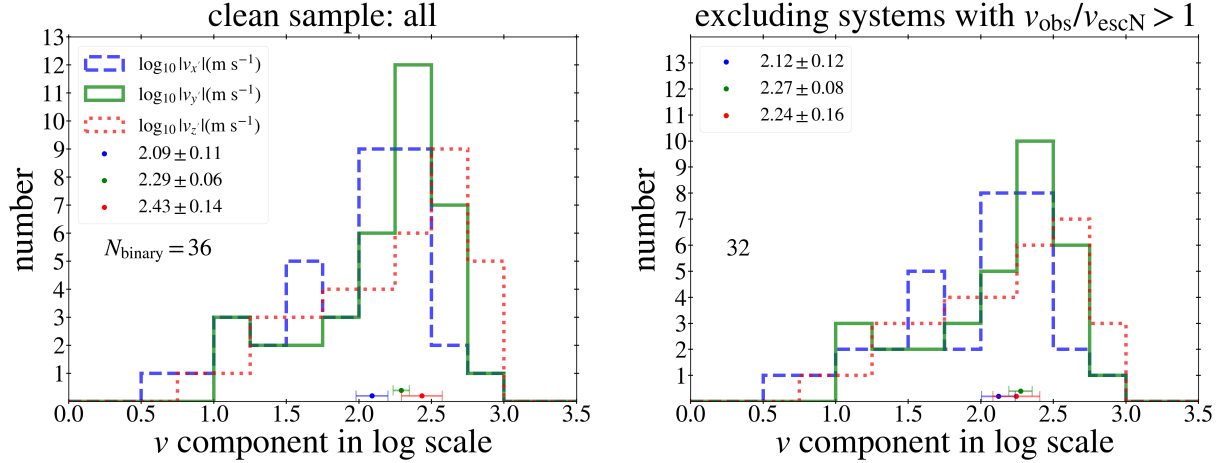 clean sample: all
13
12
11
10
9
8
7
6
5
4
3
2
1
number
log₁₀|vₓ′|(m s⁻¹)
log₁₀|v_y′|(m s⁻¹)
log₁₀|v_z′|(m s⁻¹)
2.09 ± 0.11
2.29 ± 0.06
2.43 ± 0.14
N_binary = 36
0.0 0.5 1.0 1.5 2.0 2.5 3.0 3.5
v component in log scale
excluding systems with v_obs/v_escN > 1
13
12
11
10
9
8
7
6
5
4
3
2
1
number
2.12 ± 0.12
2.27 ± 0.08
2.24 ± 0.16
32
0.0 0.5 1.0 1.5 2.0 2.5 3.0 3.5
v component in log scale